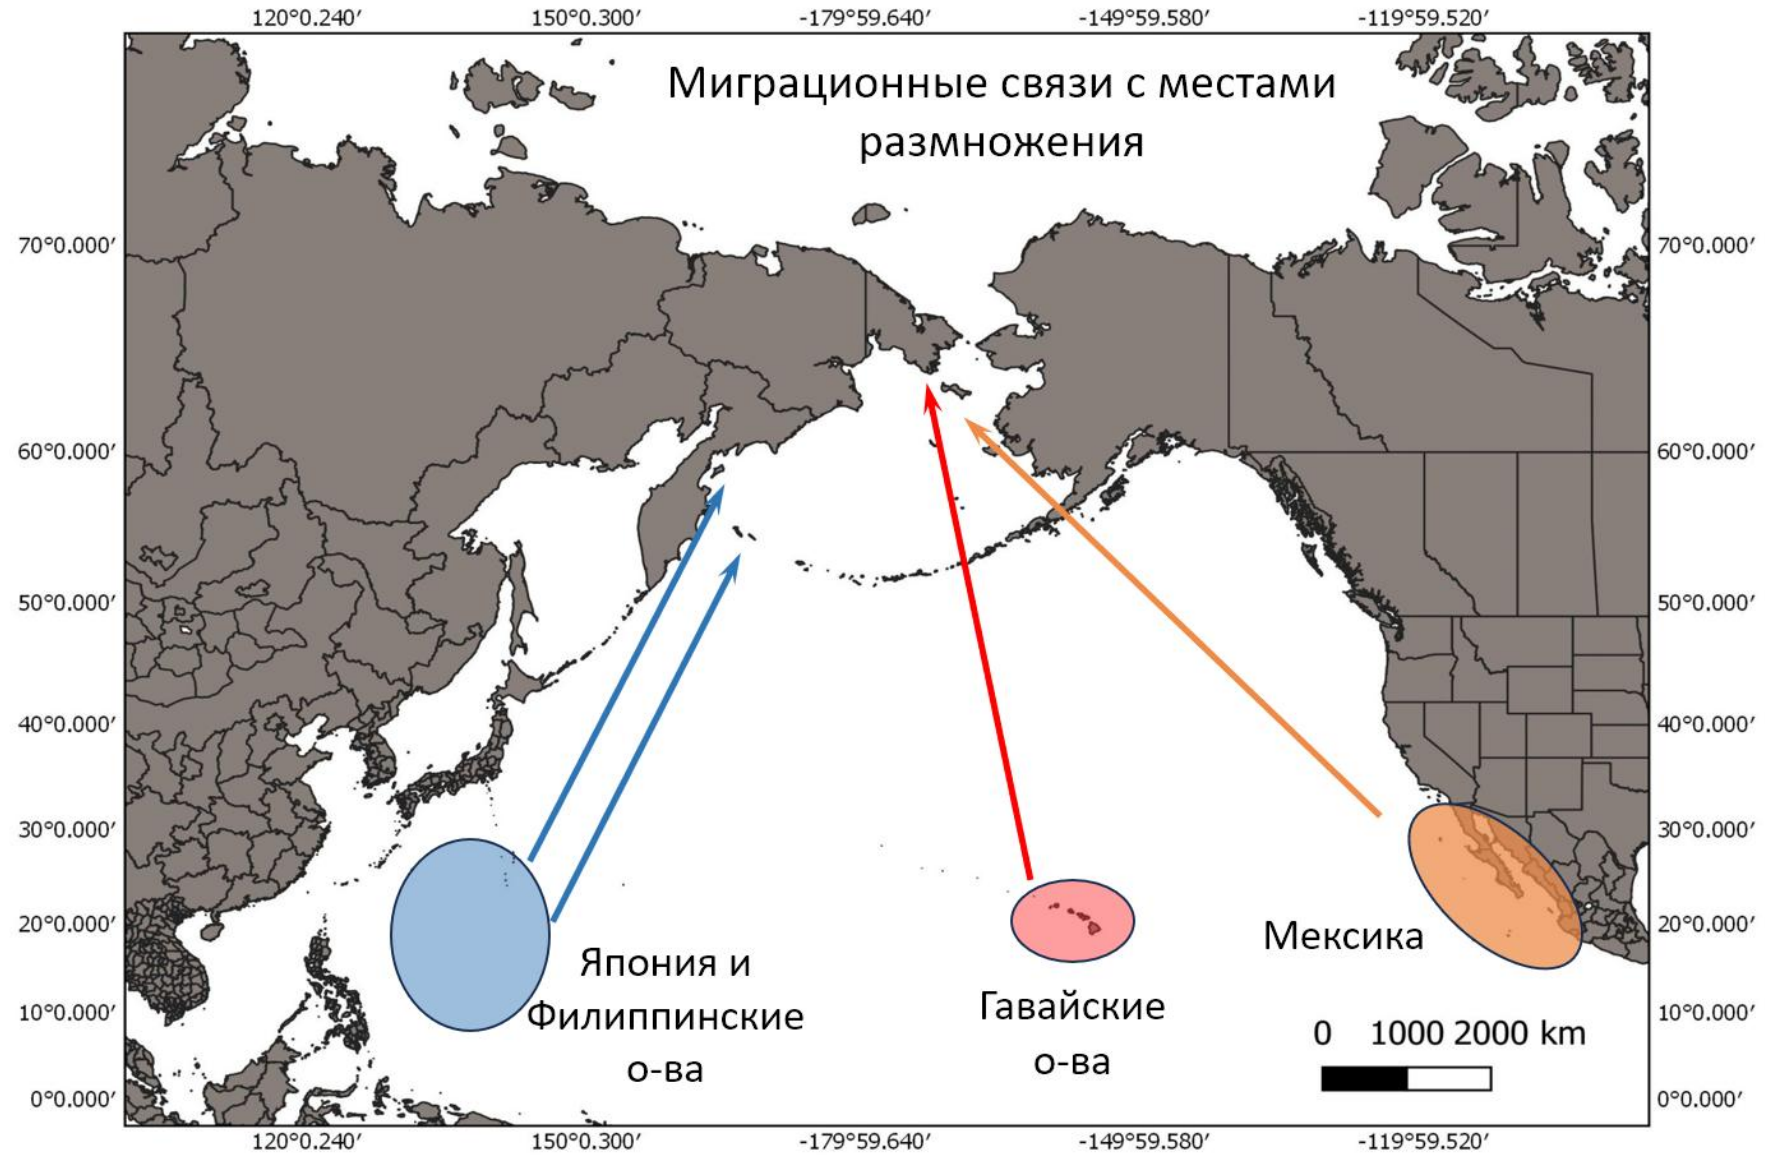 120°0.240′ 150°0.300′ -179°59.640′ -149°59.580′ -119°59.520′
Миграционные связи с местами
размножения
70°0.000′ 70°0.000′
60°0.000′ 60°0.000′
50°0.000′ 50°0.000′
40°0.000′ 40°0.000′
30°0.000′ 30°0.000′
20°0.000′ 20°0.000′
Мексика
Япония и
Филиппинские
о-ва
Гавайские
о-ва
10°0.000′ 10°0.000′
0 1000 2000 km
0°0.000′ 0°0.000′
120°0.240′ 150°0.300′ -179°59.640′ -149°59.580′ -119°59.520′